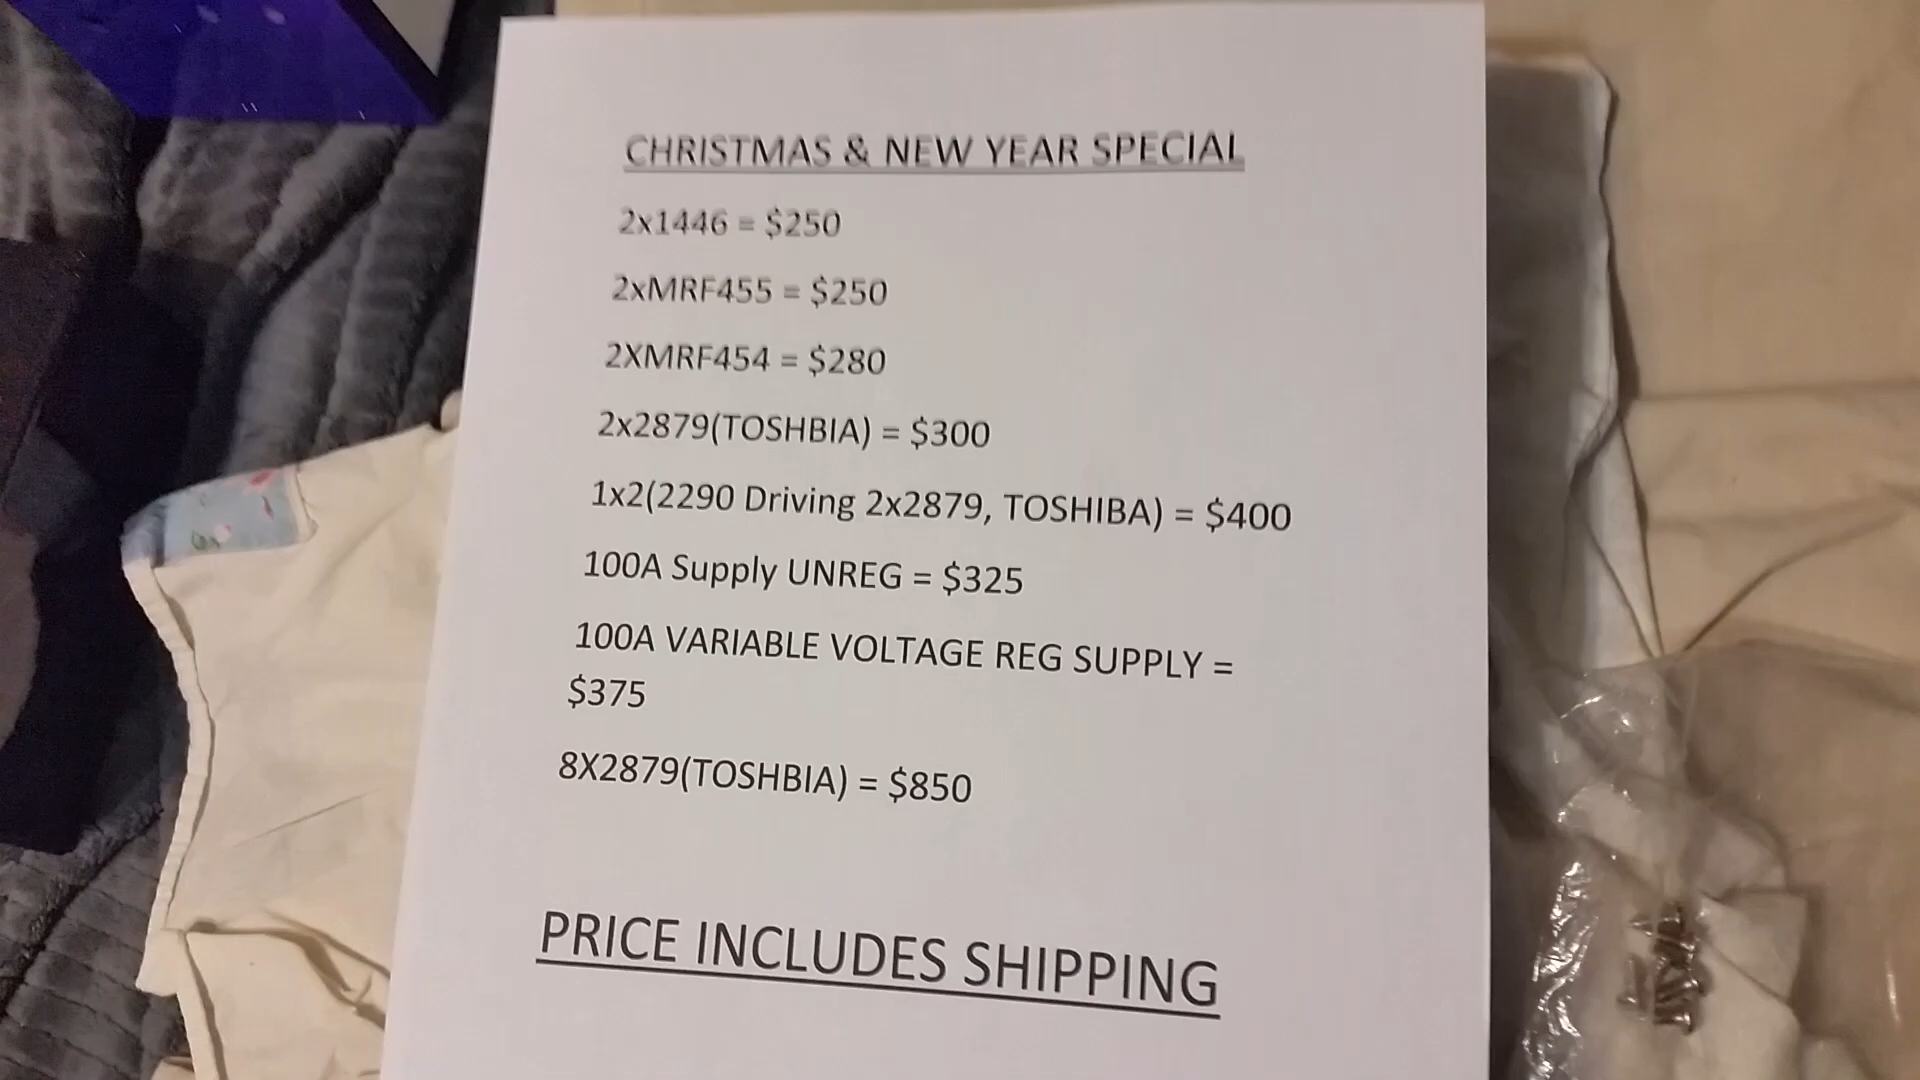 CHRISTMAS & NEW YEAR SPECIAL
2x1446 = $250
2xMRF455 = $250
2XMRF454 = $280
2x2879(TOSHBIA) = $300
1x2(2290 Driving 2x2879, TOSHIBA) = $400
100A Supply UNREG = $325
100A VARIABLE VOLTAGE REG SUPPLY =
$375
8X2879(TOSHBIA) = $850
PRICE INCLUDES SHIPPING